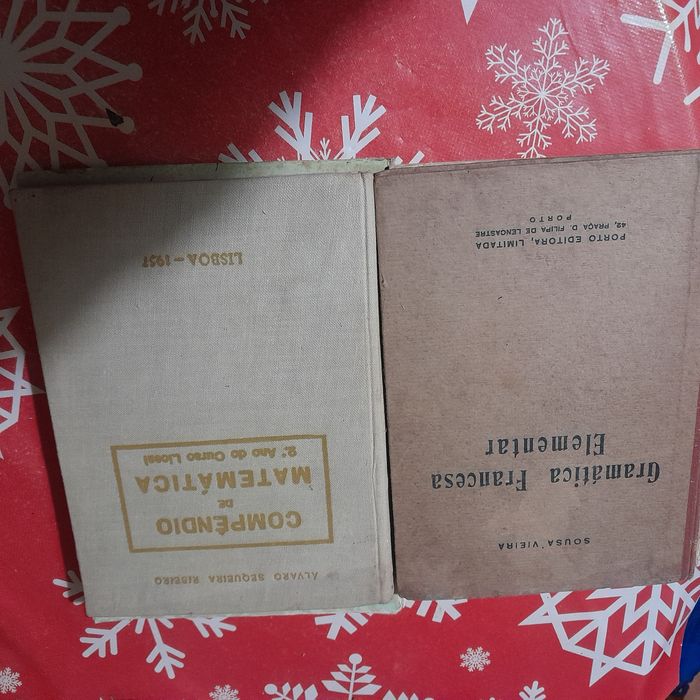 ÁLVARO SEQUEIRA RIBEIRO
COMPÊNDIO
DE
MATEMÁTICA
2.º Ano do Curso Liceal
LISBOA — 1957
SOUSA VIEIRA
Gramática Francesa
Elementar
PORTO EDITORA, LIMITADA
42, PRAÇA D. FILIPA DE LENCASTRE
PORTO